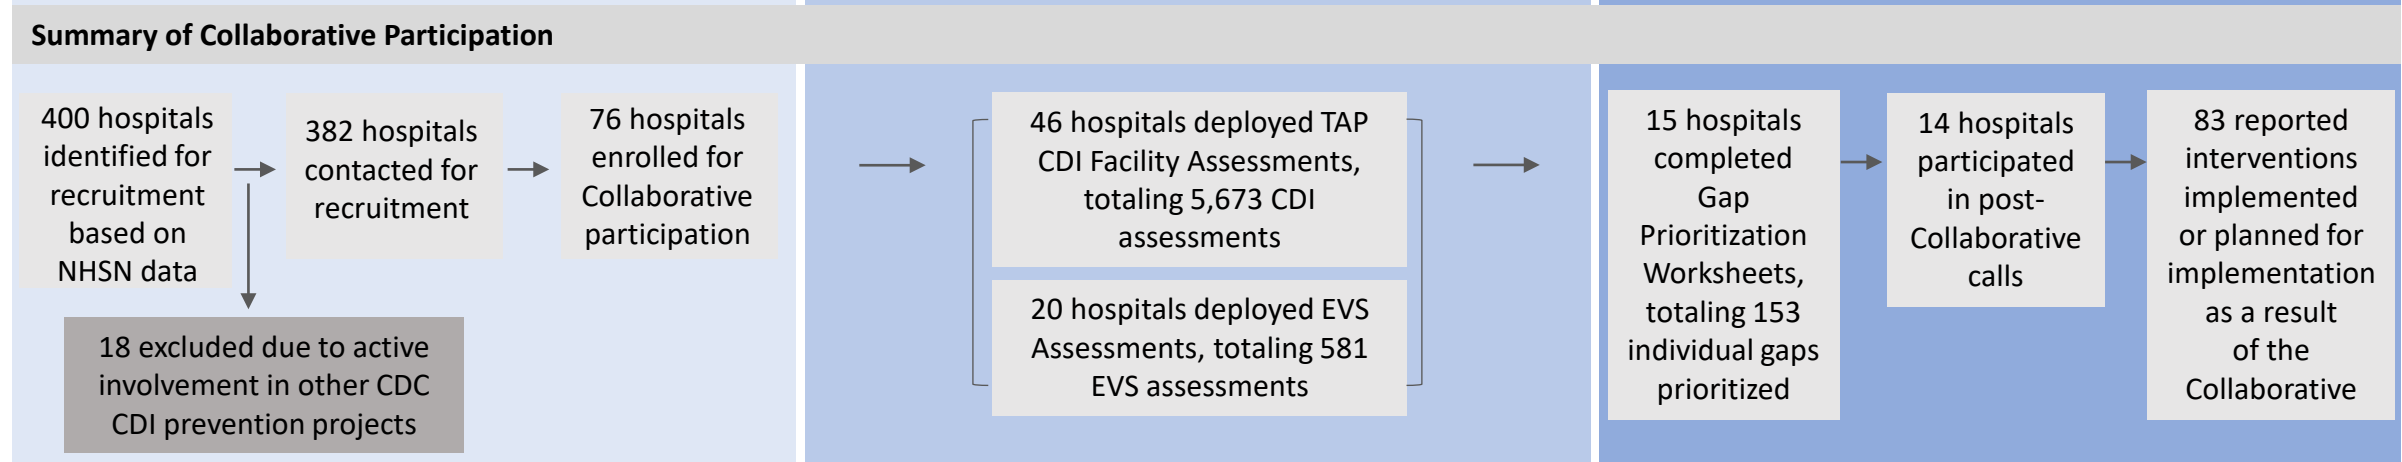 Summary of Collaborative Participation
400 hospitals
identified for
recruitment
based on
NHSN data
382 hospitals
contacted for
recruitment
76 hospitals
enrolled for
Collaborative
participation
18 excluded due to active
involvement in other CDC
CDI prevention projects
46 hospitals deployed TAP
CDI Facility Assessments,
totaling 5,673 CDI
assessments
20 hospitals deployed EVS
Assessments, totaling 581
EVS assessments
15 hospitals
completed
Gap
Prioritization
Worksheets,
totaling 153
individual gaps
prioritized
14 hospitals
participated
in post-
Collaborative
calls
83 reported
interventions
implemented
or planned for
implementation
as a result
of the
Collaborative